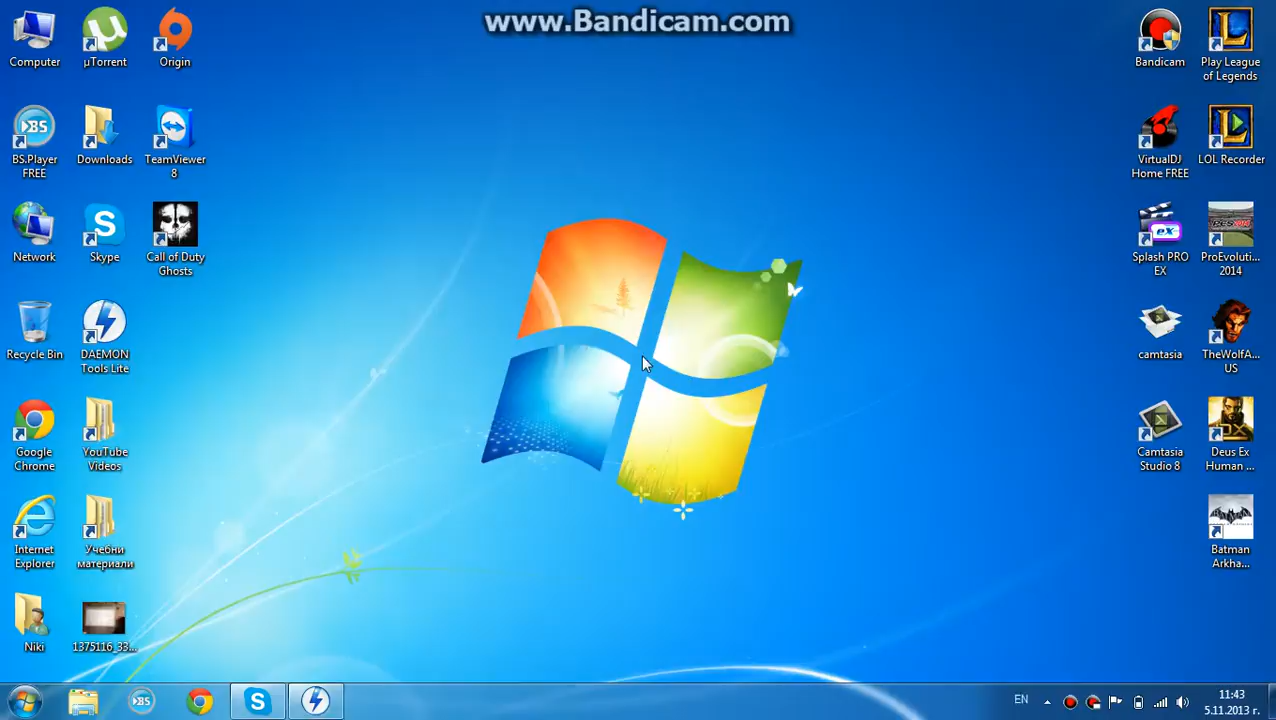 www.Bandicam.com
Computer
µTorrent
Origin
BS.Player
FREE
Downloads
TeamViewer
8
Network
Skype
Call of Duty
Ghosts
Recycle Bin
DAEMON
Tools Lite
Google
Chrome
YouTube
Videos
Internet
Explorer
Учебни
материали
Niki
1375116_33...
Bandicam
Play League
of Legends
VirtualDJ
Home FREE
LOL Recorder
Splash PRO
EX
ProEvoluti...
2014
camtasia
TheWolfA...
US
Camtasia
Studio 8
Deus Ex
Human ...
Batman
Arkha...
EN
11:43
5.11.2013 г.